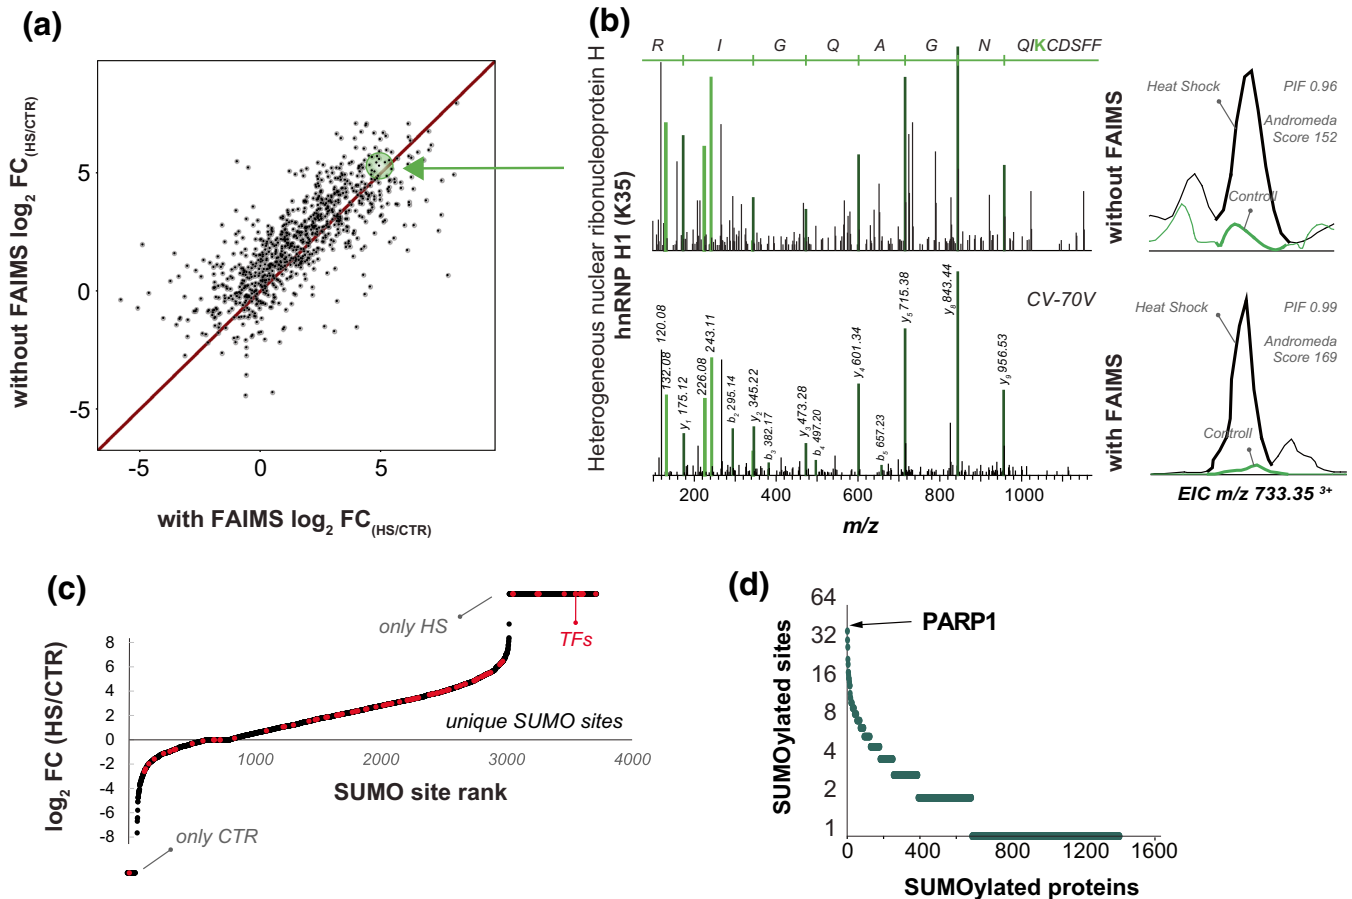 (a)
without FAIMS log2 FC(HS/CTR)
5
0
-5
-5
0
5
with FAIMS log2 FC(HS/CTR)
(b)
Heterogeneous nuclear ribonucleoprotein H
hnRNP H1 (K35)
R I G Q A G N QIKCDSFF
CV-70V
120.08
132.08
y1 175.12
226.08
243.11
b2 295.14
y2 345.22
b3 382.17
y3 473.28
b4 497.20
y4 601.34
b5 657.23
y5 715.38
y8 843.44
y9 956.53
200 400 600 800 1000
m/z
without FAIMS
Heat Shock
PIF 0.96
Andromeda
Score 152
Controll
with FAIMS
Heat Shock
PIF 0.99
Andromeda
Score 169
Controll
EIC m/z 733.35 3+
(c)
log2 FC (HS/CTR)
8
6
4
2
0
-2
-4
-6
-8
only HS
TFs
unique SUMO sites
1000 2000 3000 4000
SUMO site rank
only CTR
(d)
SUMOylated sites
64
32
16
8
4
2
1
PARP1
0 400 800 1200 1600
SUMOylated proteins